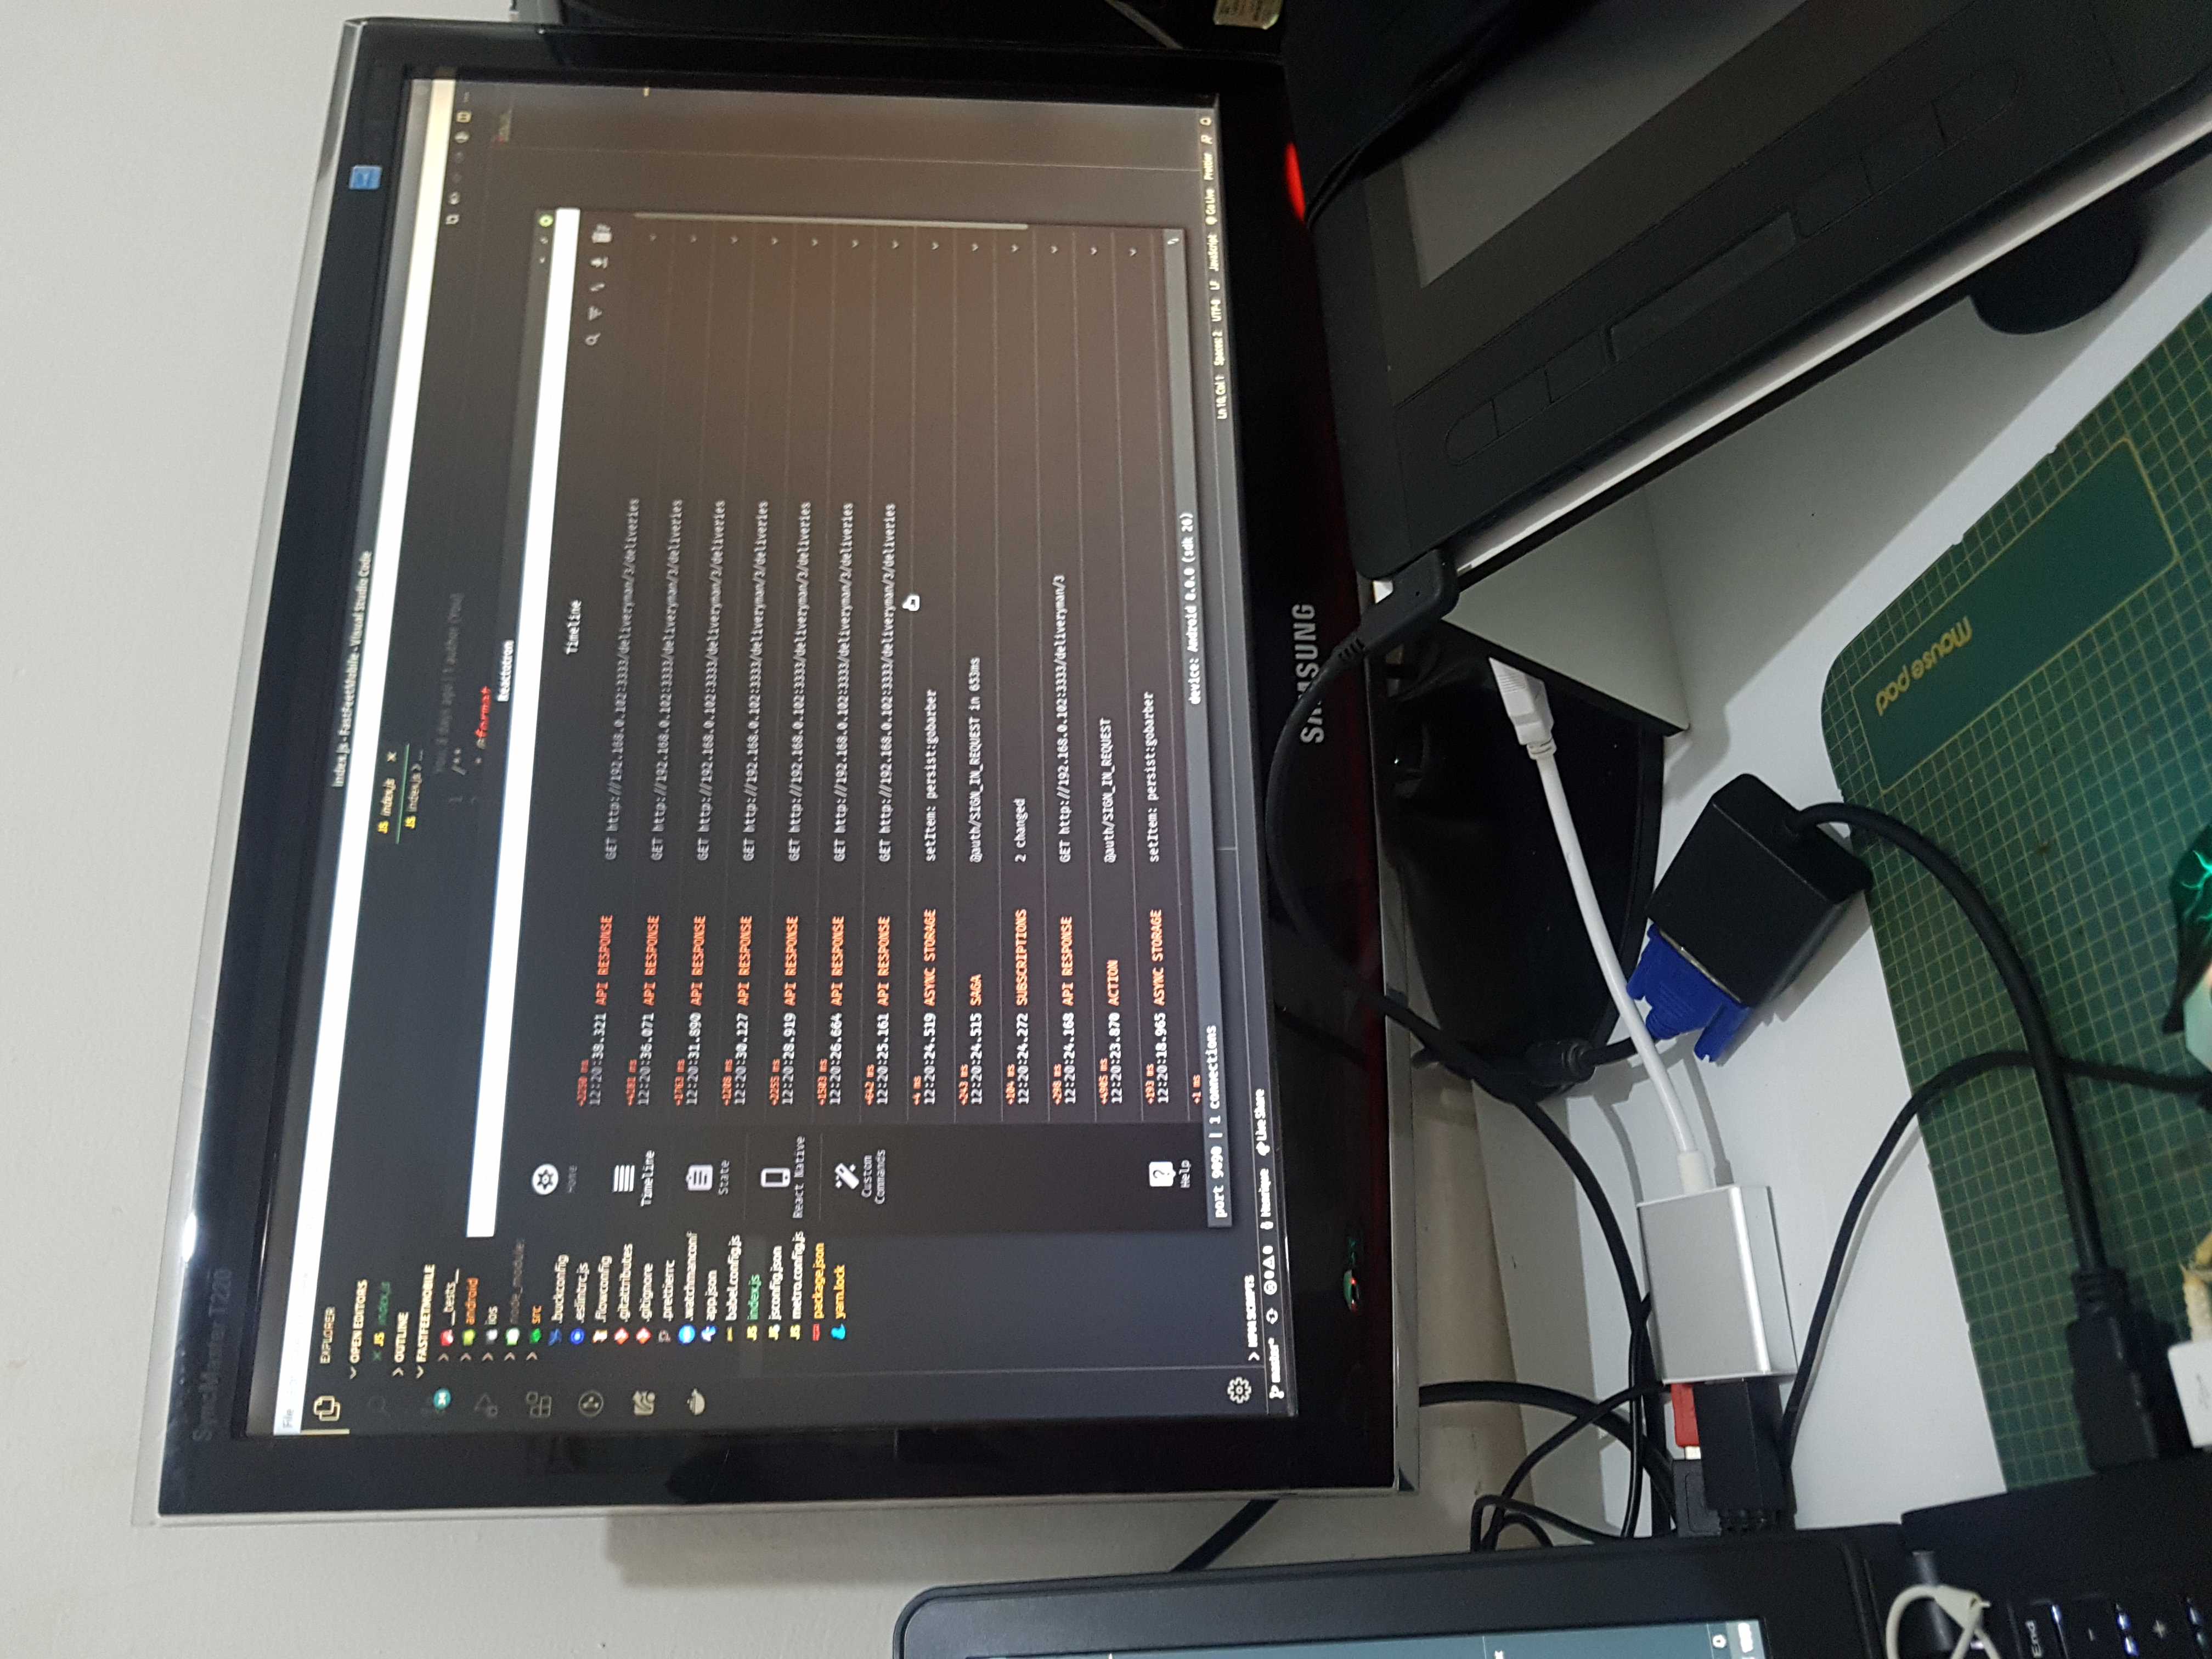 SyncMaster T220
File
index.js - FastFeetMobile - Visual Studio Code
EXPLORER
OPEN EDITORS
JS index.js
OUTLINE
FASTFEETMOBILE
__tests__
android
ios
node_module
src
.buckconfig
.eslintrc.js
.flowconfig
.gitattributes
.gitignore
.prettierrc
.watchmanconf
app.json
babel.config.js
JS index.js
JS jsconfig.json
JS metro.config.js
package.json
yarn.lock
NPM SCRIPTS
JS index.js ×
JS index.js > ...
You, 8 days ago | 1 author (You)
1 /**
2 * @format
Reactotron
Home
Timeline
State
React Native
Custom
Commands
Help
Timeline
+2250 ms
12:20:38.321 API RESPONSE GET http://192.168.0.102:3333/deliveryman/3/deliveries
+4181 ms
12:20:36.071 API RESPONSE GET http://192.168.0.102:3333/deliveryman/3/deliveries
+1763 ms
12:20:31.890 API RESPONSE GET http://192.168.0.102:3333/deliveryman/3/deliveries
+1208 ms
12:20:30.127 API RESPONSE GET http://192.168.0.102:3333/deliveryman/3/deliveries
+2255 ms
12:20:28.919 API RESPONSE GET http://192.168.0.102:3333/deliveryman/3/deliveries
+1503 ms
12:20:26.664 API RESPONSE GET http://192.168.0.102:3333/deliveryman/3/deliveries
+642 ms
12:20:25.161 API RESPONSE GET http://192.168.0.102:3333/deliveryman/3/deliveries
+4 ms
12:20:24.519 ASYNC STORAGE setItem: persist:gobarber
+243 ms
12:20:24.515 SAGA @auth/SIGN_IN_REQUEST in 653ms
+104 ms
12:20:24.272 SUBSCRIPTIONS 2 changed
+298 ms
12:20:24.168 API RESPONSE GET http://192.168.0.102:3333/deliveryman/3
+4905 ms
12:20:23.870 ACTION @auth/SIGN_IN_REQUEST
+193 ms
12:20:18.965 ASYNC STORAGE setItem: persist:gobarber
+1 ms
port 9090 | 1 connections device: Android 8.0.0 (sdk 26)
master* 0 0 Henrique Live Share Ln 10, Col 1 Spaces: 2 UTF-8 LF JavaScript Go Live Prettier
SAMSUNG
mouse pad
End
-
+